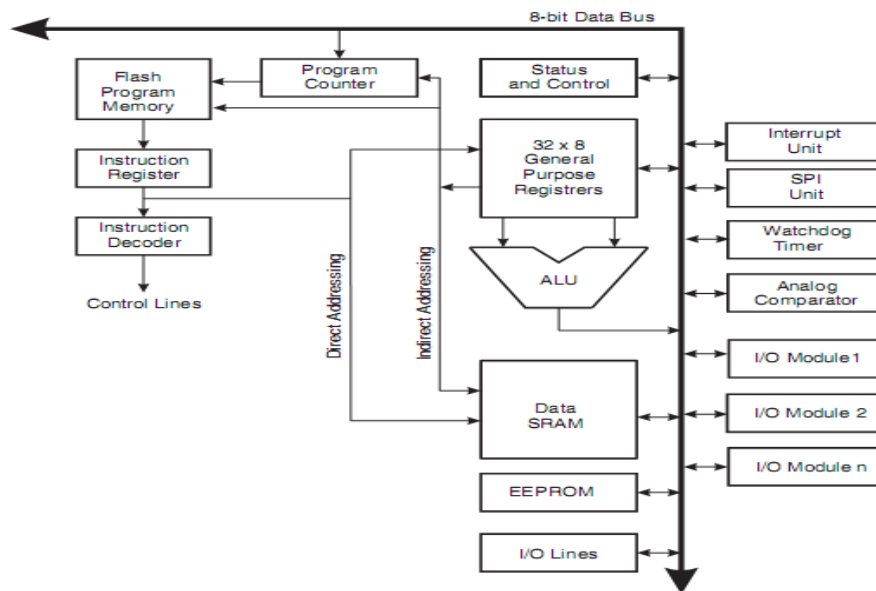 8-bit Data Bus
Flash
Program
Memory
Program
Counter
Status
and Control
Instruction
Register
32 x 8
General
Purpose
Registrers
Interrupt
Unit
SPI
Unit
Instruction
Decoder
Watchdog
Timer
ALU
Analog
Comparator
Control Lines
Direct Addressing
Indirect Addressing
I/O Module1
Data
SRAM
I/O Module 2
I/O Module n
EEPROM
I/O Lines